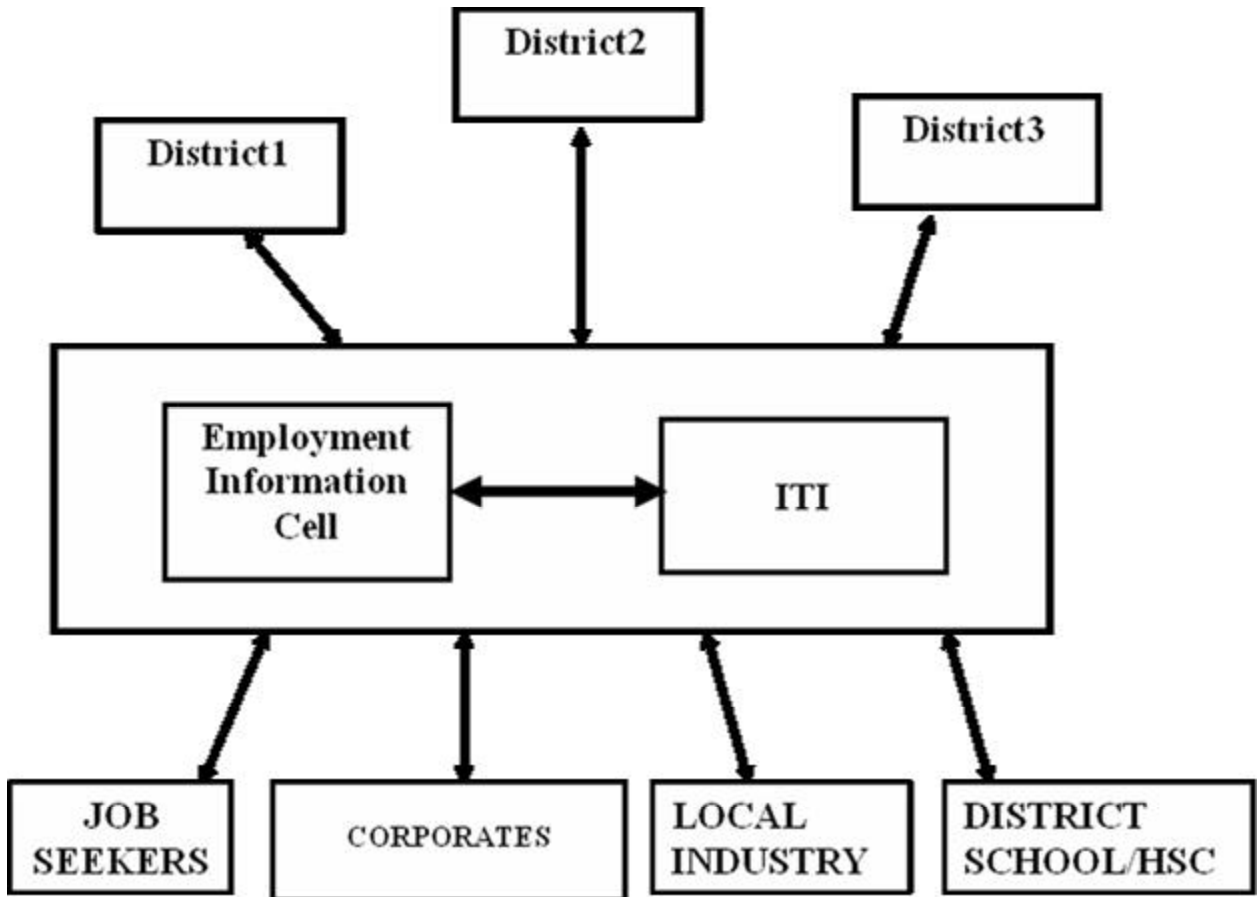 District2
District1
District3
Employment
Information
Cell
ITI
JOB
SEEKERS
CORPORATES
LOCAL
INDUSTRY
DISTRICT
SCHOOL/HSC